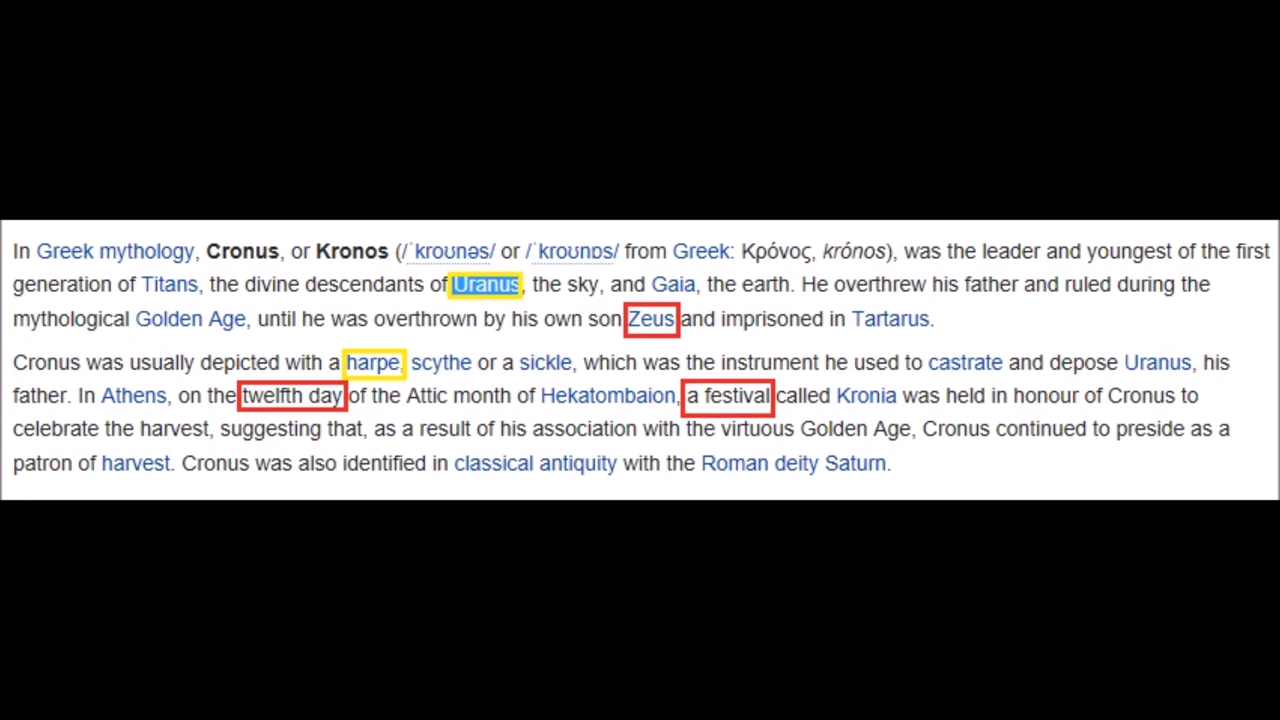 In Greek mythology, Cronus, or Kronos (/ˈkroʊnəs/ or /ˈkroʊnɒs/ from Greek: Κρόνος, krónos), was the leader and youngest of the first
generation of Titans, the divine descendants of Uranus, the sky, and Gaia, the earth. He overthrew his father and ruled during the
mythological Golden Age, until he was overthrown by his own son Zeus and imprisoned in Tartarus.
Cronus was usually depicted with a harpe, scythe or a sickle, which was the instrument he used to castrate and depose Uranus, his
father. In Athens, on the twelfth day of the Attic month of Hekatombaion, a festival called Kronia was held in honour of Cronus to
celebrate the harvest, suggesting that, as a result of his association with the virtuous Golden Age, Cronus continued to preside as a
patron of harvest. Cronus was also identified in classical antiquity with the Roman deity Saturn.